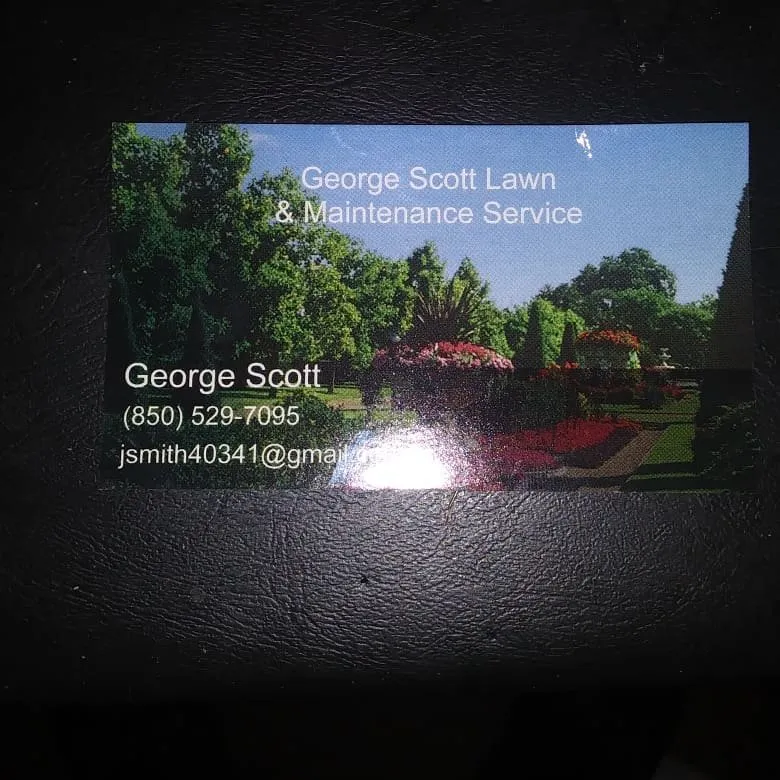 George Scott Lawn
& Maintenance Service
George Scott
(850) 529-7095
jsmith40341@gmail